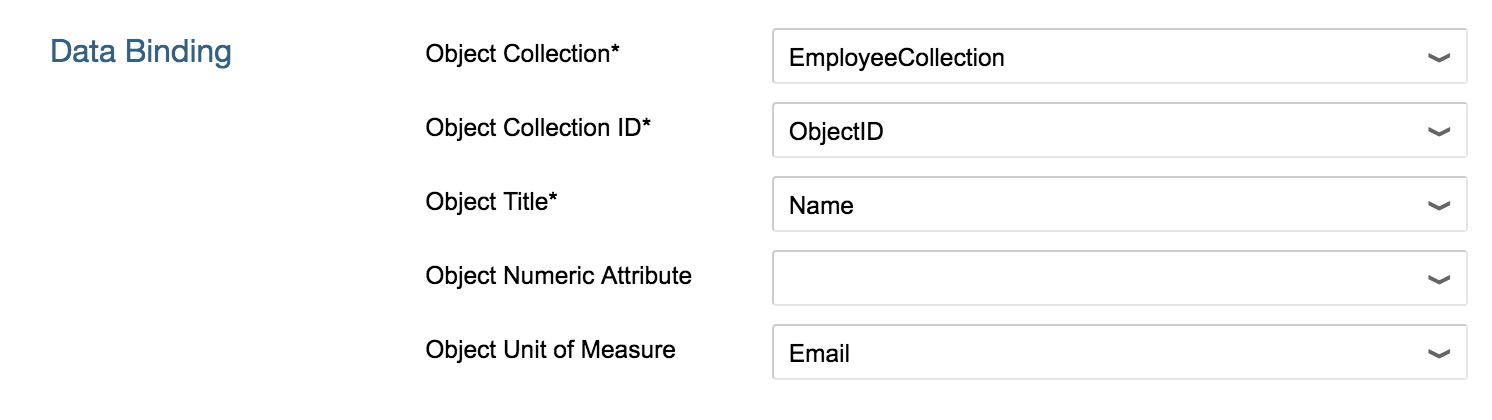 Data Binding
Object Collection* EmployeeCollection
Object Collection ID* ObjectID
Object Title* Name
Object Numeric Attribute
Object Unit of Measure Email